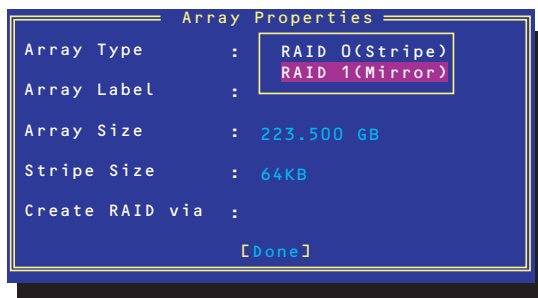 Array Properties
Array Type : RAID 0(Stripe)
RAID 1(Mirror)
Array Label :
Array Size : 223.500 GB
Stripe Size : 64KB
Create RAID via :
[Done]